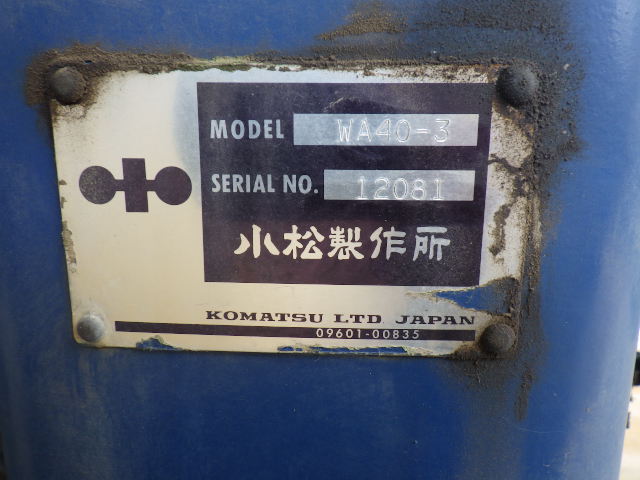 MODEL WA40-3
SERIAL NO. 12081
小松製作所
KOMATSU LTD JAPAN
09601-00835